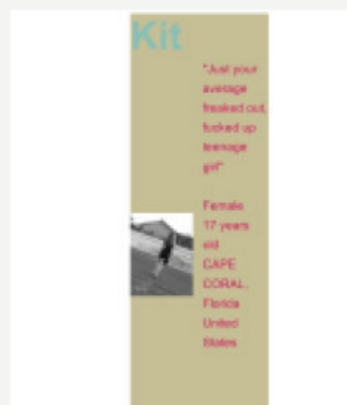 Kit
"Just your
average
freaked out,
fucked up
teenage
girl"
Female
17 years
old
CAPE
CORAL,
Florida
United
States